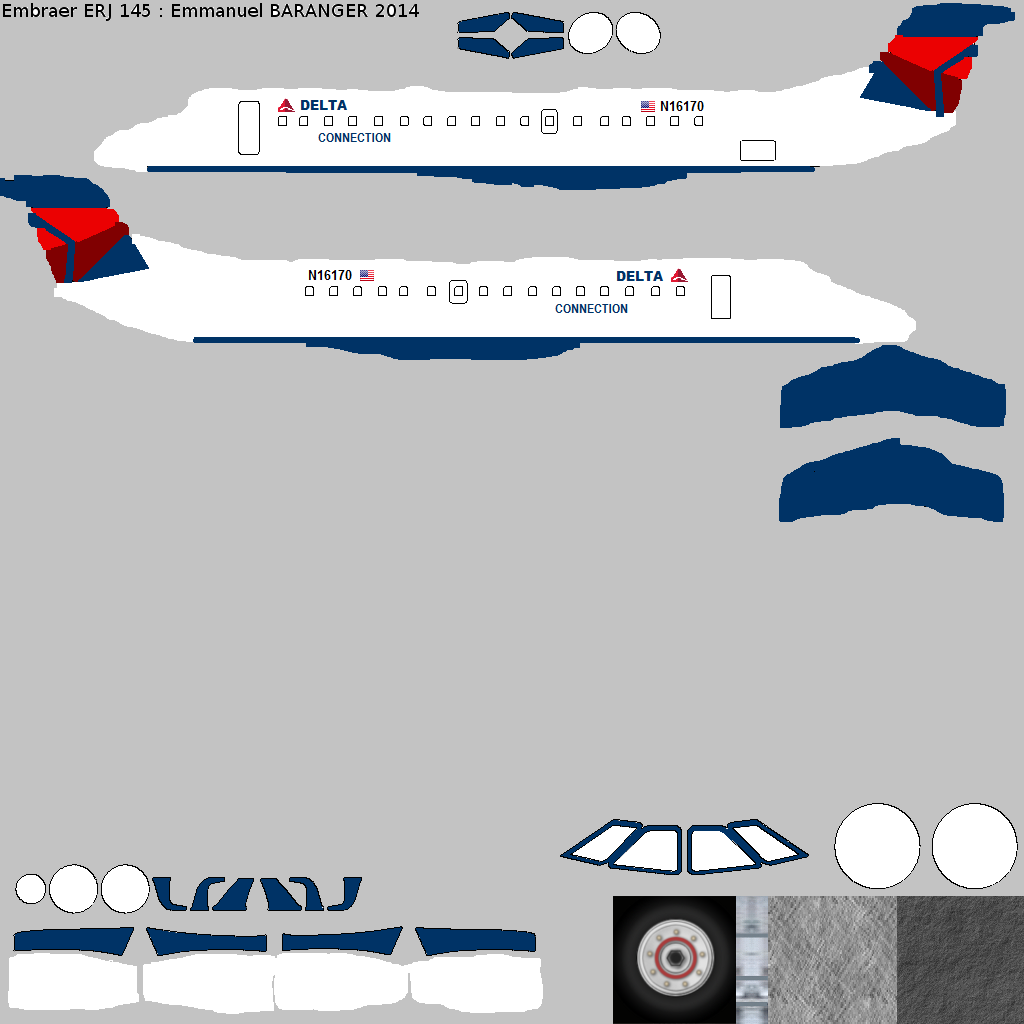 Embraer ERJ 145 : Emmanuel BARANGER 2014
DELTA
N16170
CONNECTION
N16170
DELTA
CONNECTION